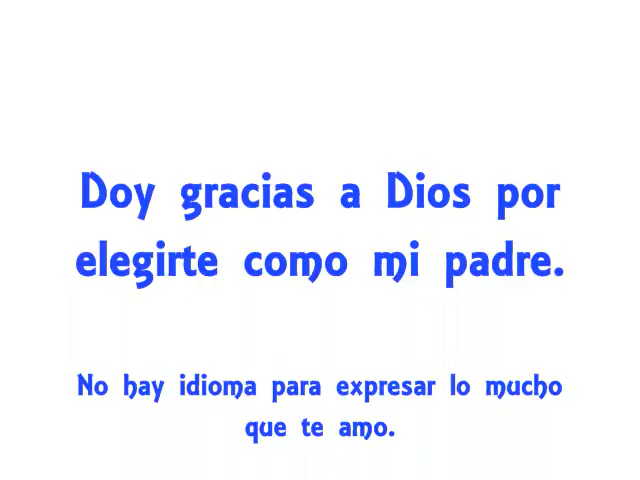 Doy gracias a Dios por
elegirte como mi padre.
No hay idioma para expresar lo mucho
que te amo.